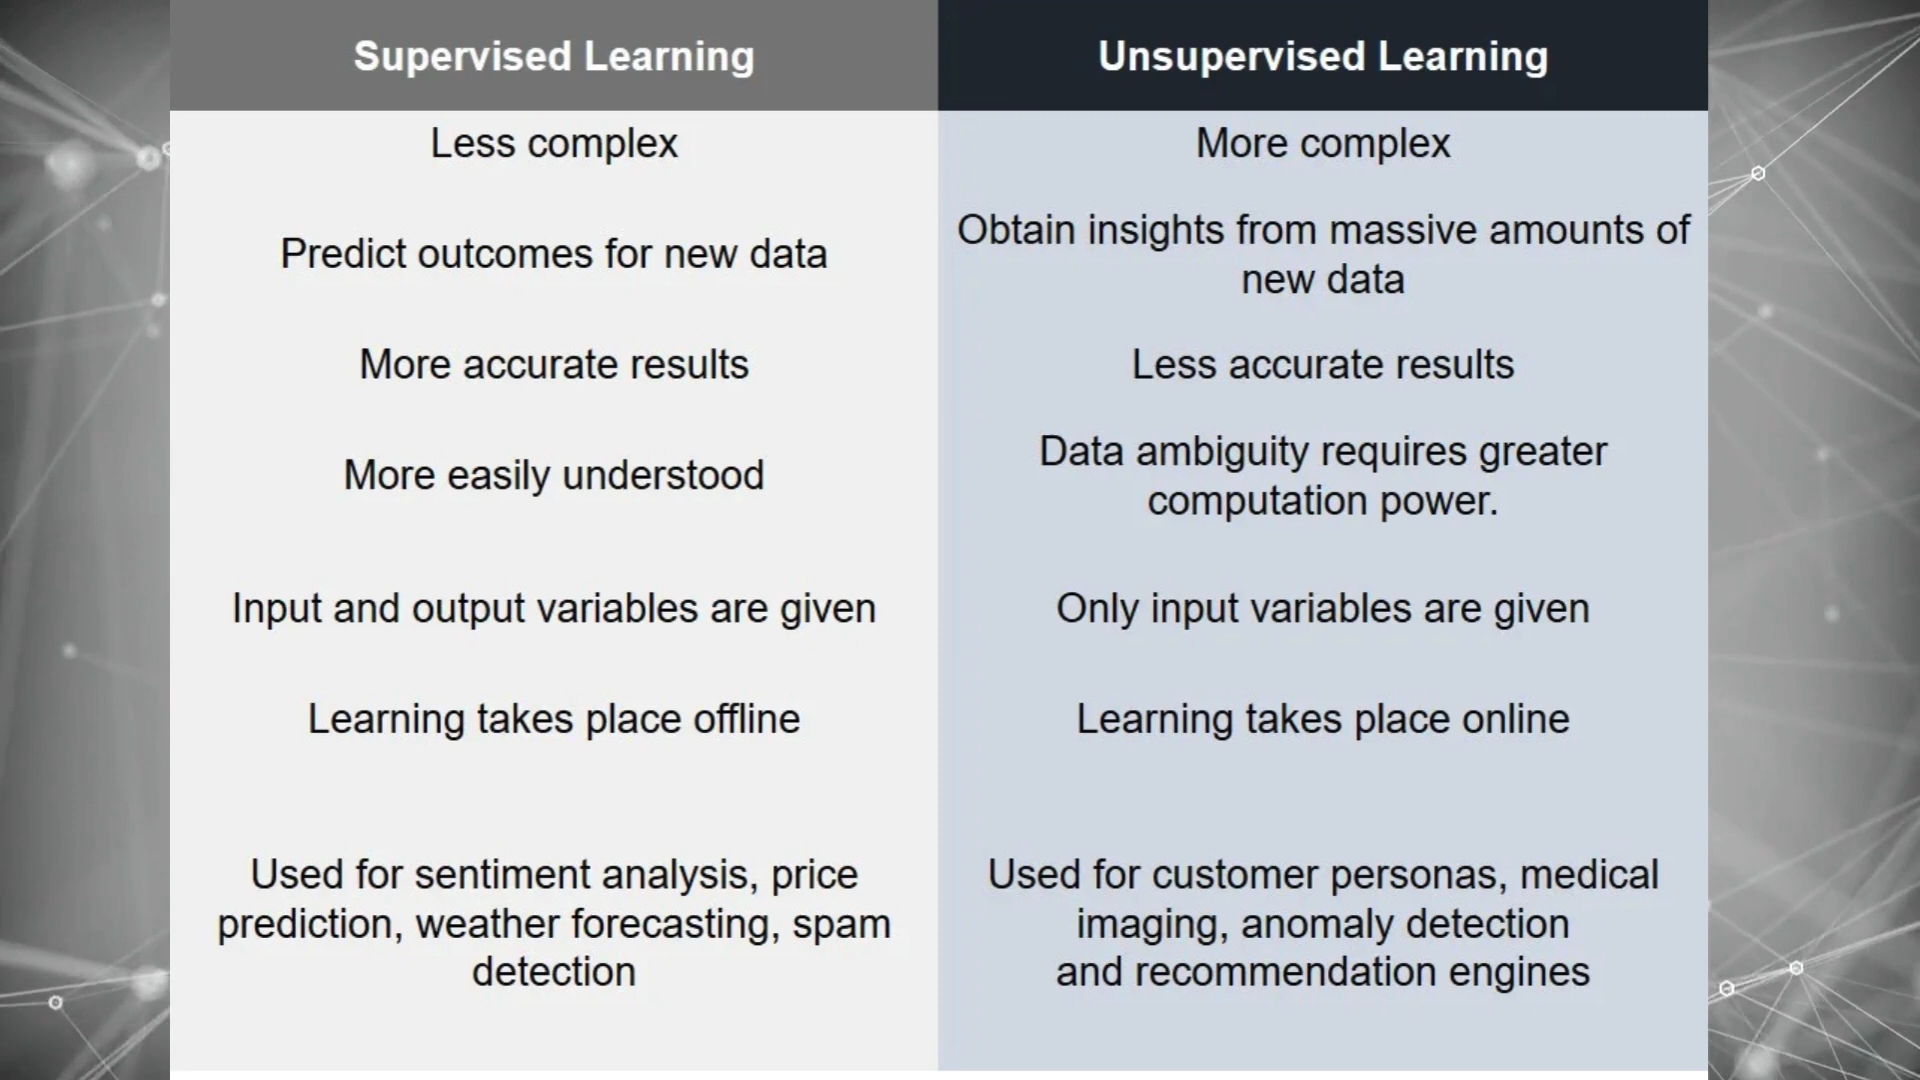 Supervised Learning
Unsupervised Learning
Less complex
More complex
Predict outcomes for new data
Obtain insights from massive amounts of
new data
More accurate results
Less accurate results
More easily understood
Data ambiguity requires greater
computation power.
Input and output variables are given
Only input variables are given
Learning takes place offline
Learning takes place online
Used for sentiment analysis, price
prediction, weather forecasting, spam
detection
Used for customer personas, medical
imaging, anomaly detection
and recommendation engines